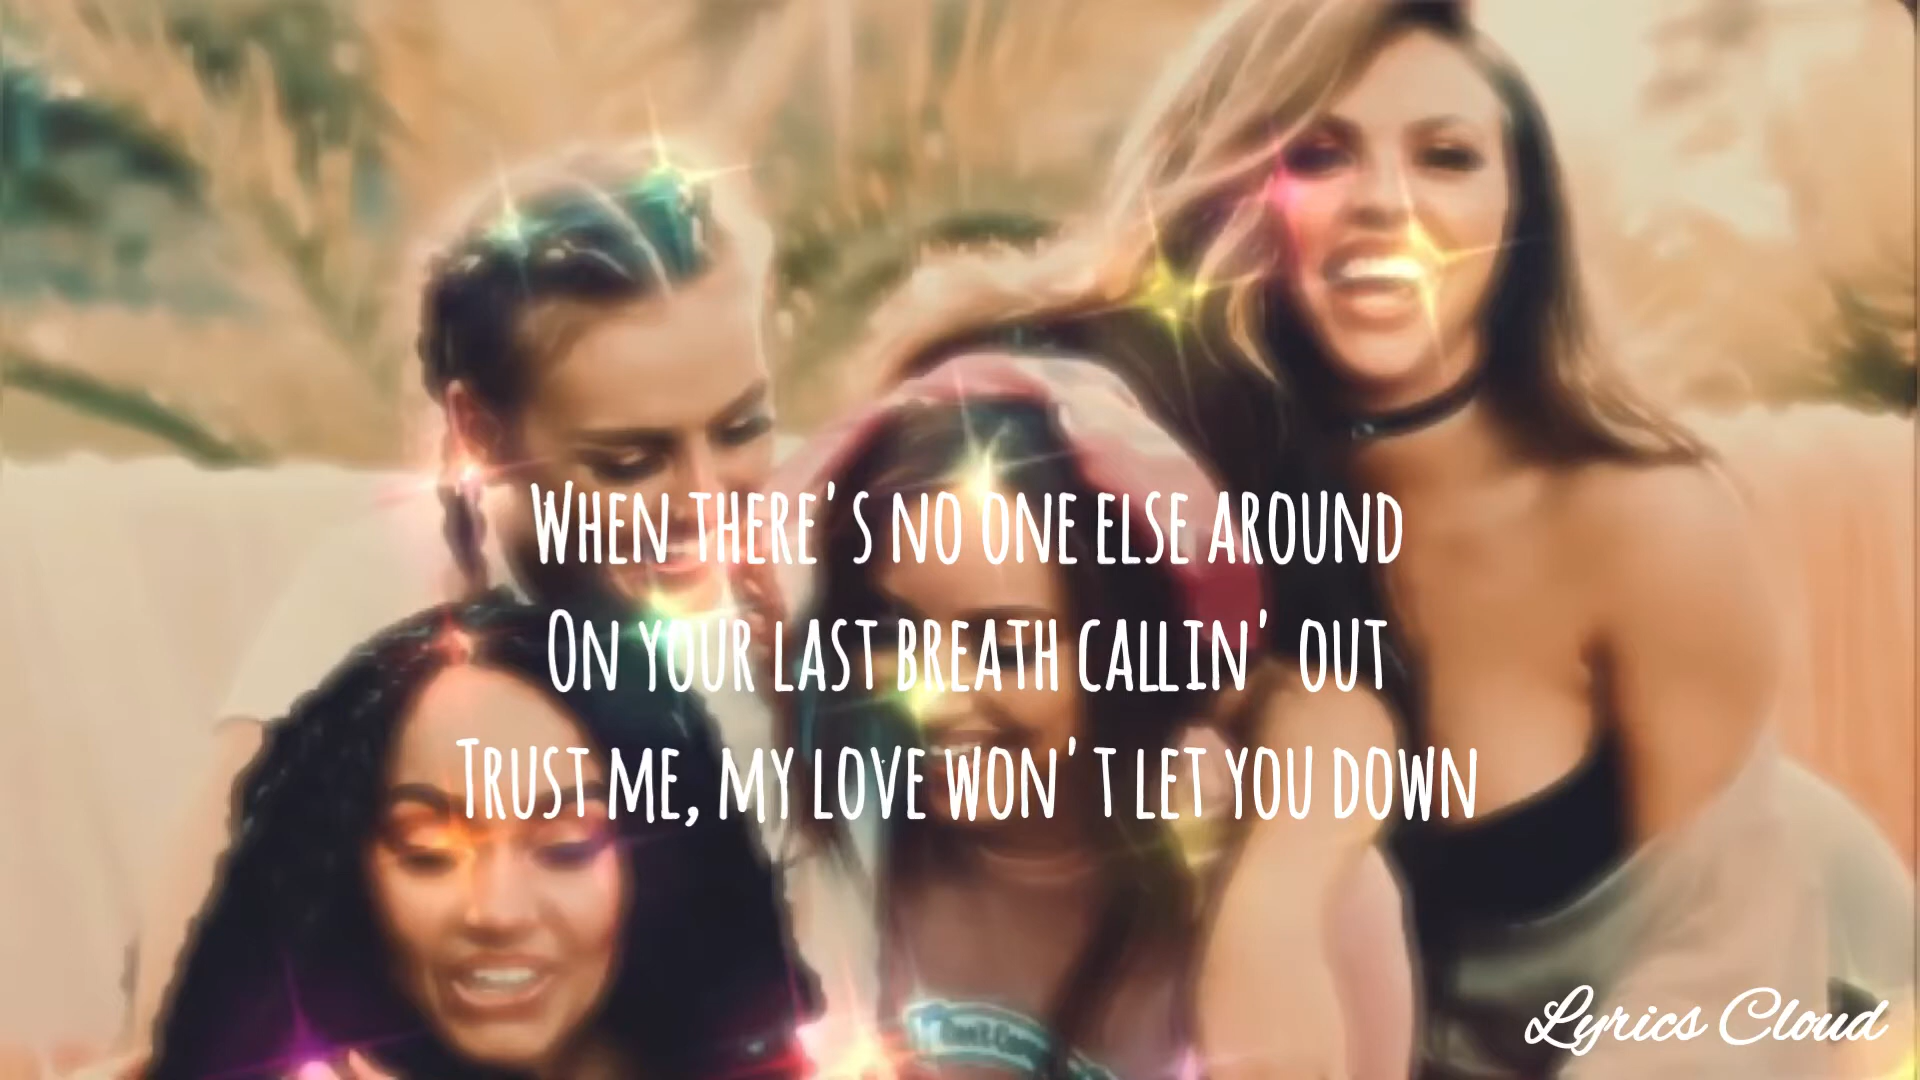 When there's no one else around
On your last breath callin' out
Trust me, my love won't let you down
Lyrics Cloud